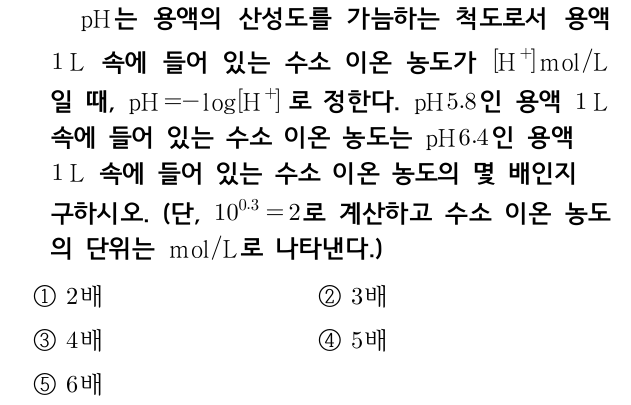 pH는 용액의 산성도를 가늠하는 척도로서 용액
1 L 속에 들어 있는 수소 이온 농도가 [H⁺]mol/L
일 때, pH=−log[H⁺]로 정한다. pH5.8인 용액 1 L
속에 들어 있는 수소 이온 농도는 pH6.4인 용액
1 L 속에 들어 있는 수소 이온 농도의 몇 배인지
구하시오. (단, 10^0.3 = 2로 계산하고 수소 이온 농도
의 단위는 mol/L로 나타낸다.)
① 2배 ② 3배
③ 4배 ④ 5배
⑤ 6배